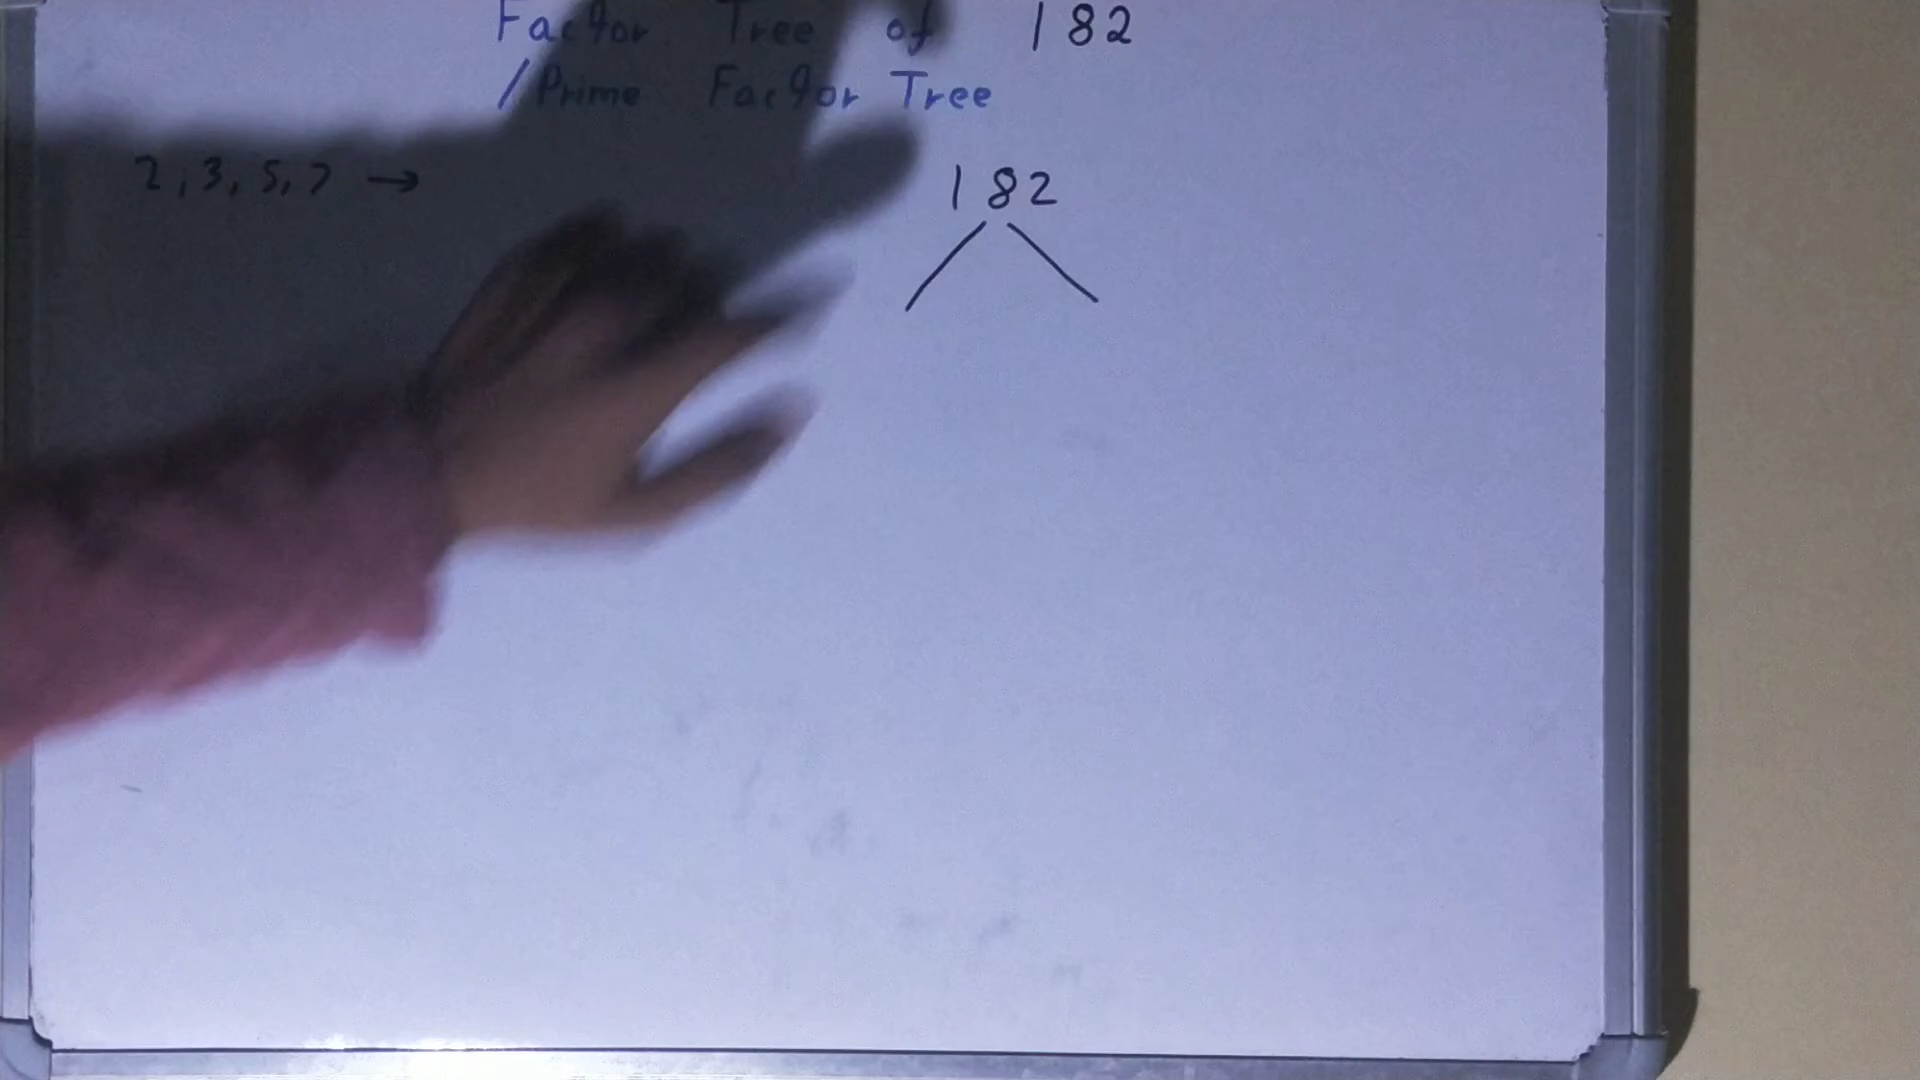 Factor Tree of 182
/Prime Factor Tree
2, 3, 5, 7 →
182